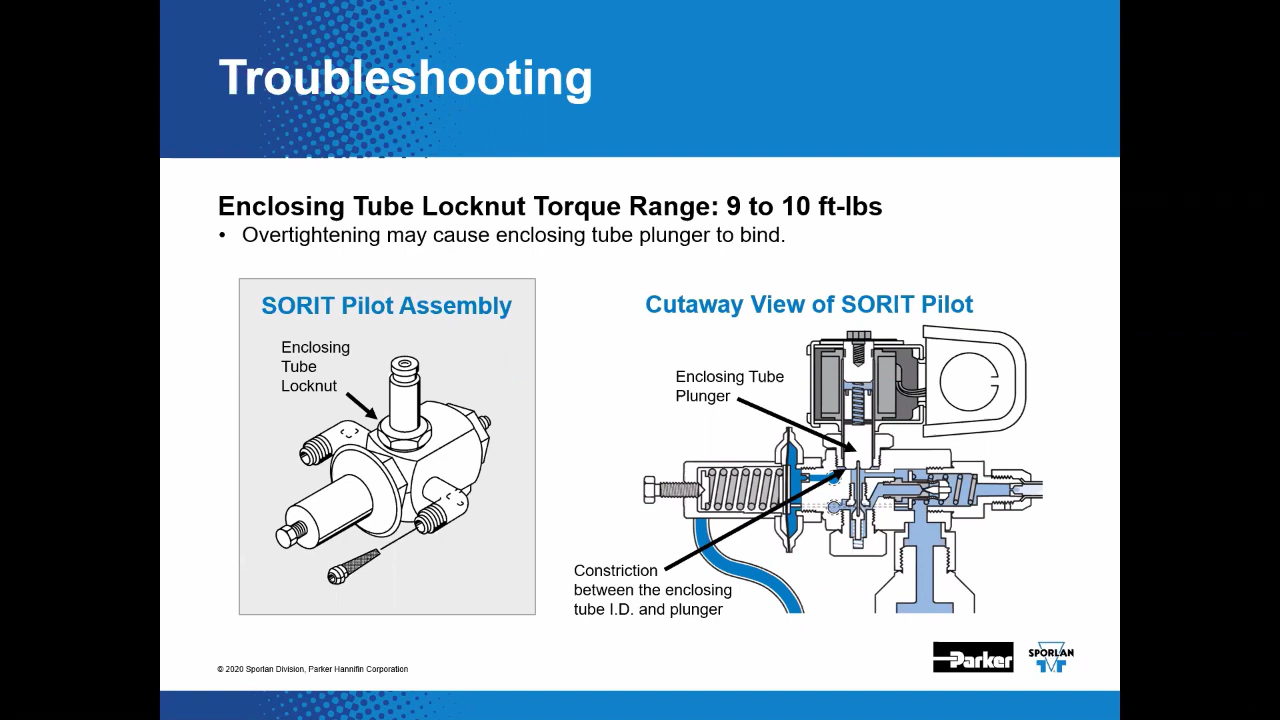 Troubleshooting
Enclosing Tube Locknut Torque Range: 9 to 10 ft-lbs
• Overtightening may cause enclosing tube plunger to bind.
SORIT Pilot Assembly
Enclosing
Tube
Locknut
Cutaway View of SORIT Pilot
Enclosing Tube
Plunger
Constriction
between the enclosing
tube I.D. and plunger
© 2020 Sporlan Division, Parker Hannifin Corporation
Parker
SPORLAN